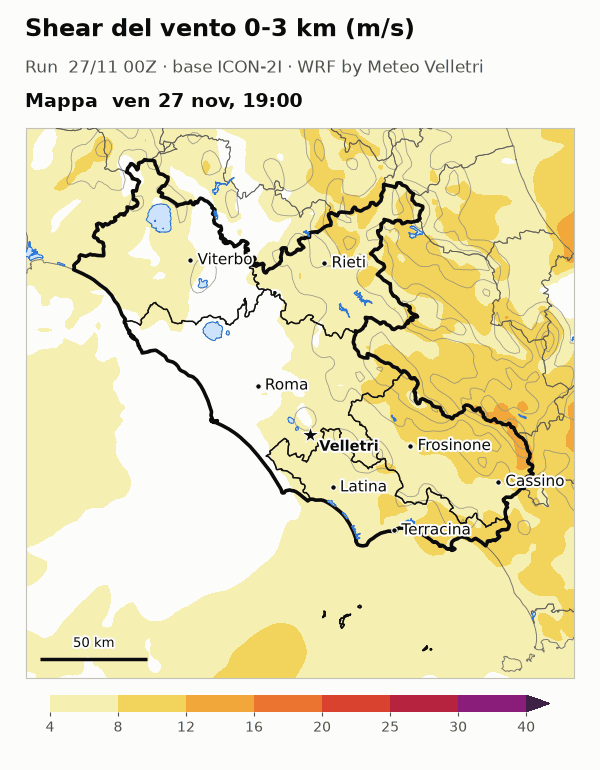 Shear del vento 0-3 km (m/s)
Run  27/11 00Z · base ICON-2I · WRF by Meteo Velletri
Mappa  ven 27 nov, 19:00
Viterbo
Rieti
Roma
Velletri
Frosinone
Cassino
Latina
Terracina
50 km
4 8 12 16 20 25 30 40